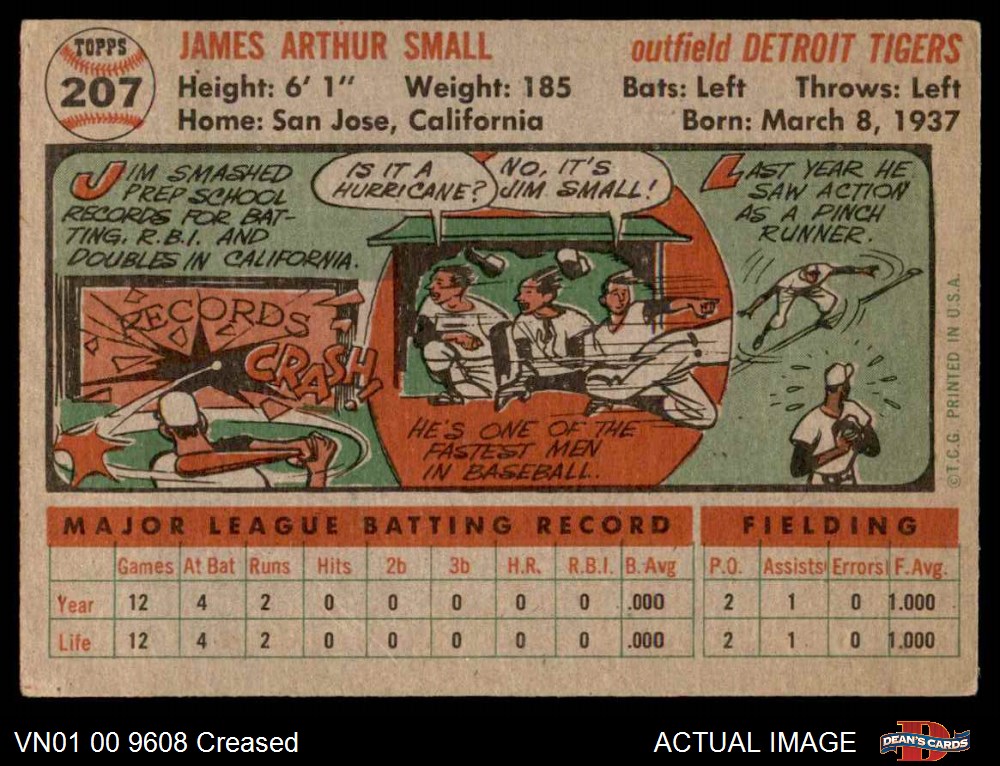 TOPPS
207
JAMES ARTHUR SMALL
outfield DETROIT TIGERS
Height: 6' 1" Weight: 185 Bats: Left Throws: Left
Home: San Jose, California Born: March 8, 1937
JIM SMASHED
PREP SCHOOL
RECORDS FOR BAT-
TING, R.B.I. AND
DOUBLES IN CALIFORNIA.
RECORDS
CRASH
IS IT A
HURRICANE?
NO, IT'S
JIM SMALL!
HE'S ONE OF THE
FASTEST MEN
IN BASEBALL.
LAST YEAR HE
SAW ACTION
AS A PINCH
RUNNER.
©T.C.G. PRINTED IN U.S.A.
MAJOR LEAGUE BATTING RECORD FIELDING
Games At Bat Runs Hits 2b 3b H.R. R.B.I. B. Avg P.O. Assists Errors F. Avg.
Year 12 4 2 0 0 0 0 0 .000 2 1 0 1.000
Life 12 4 2 0 0 0 0 0 .000 2 1 0 1.000
VN01 00 9608 Creased
ACTUAL IMAGE
D
DEAN'S CARDS